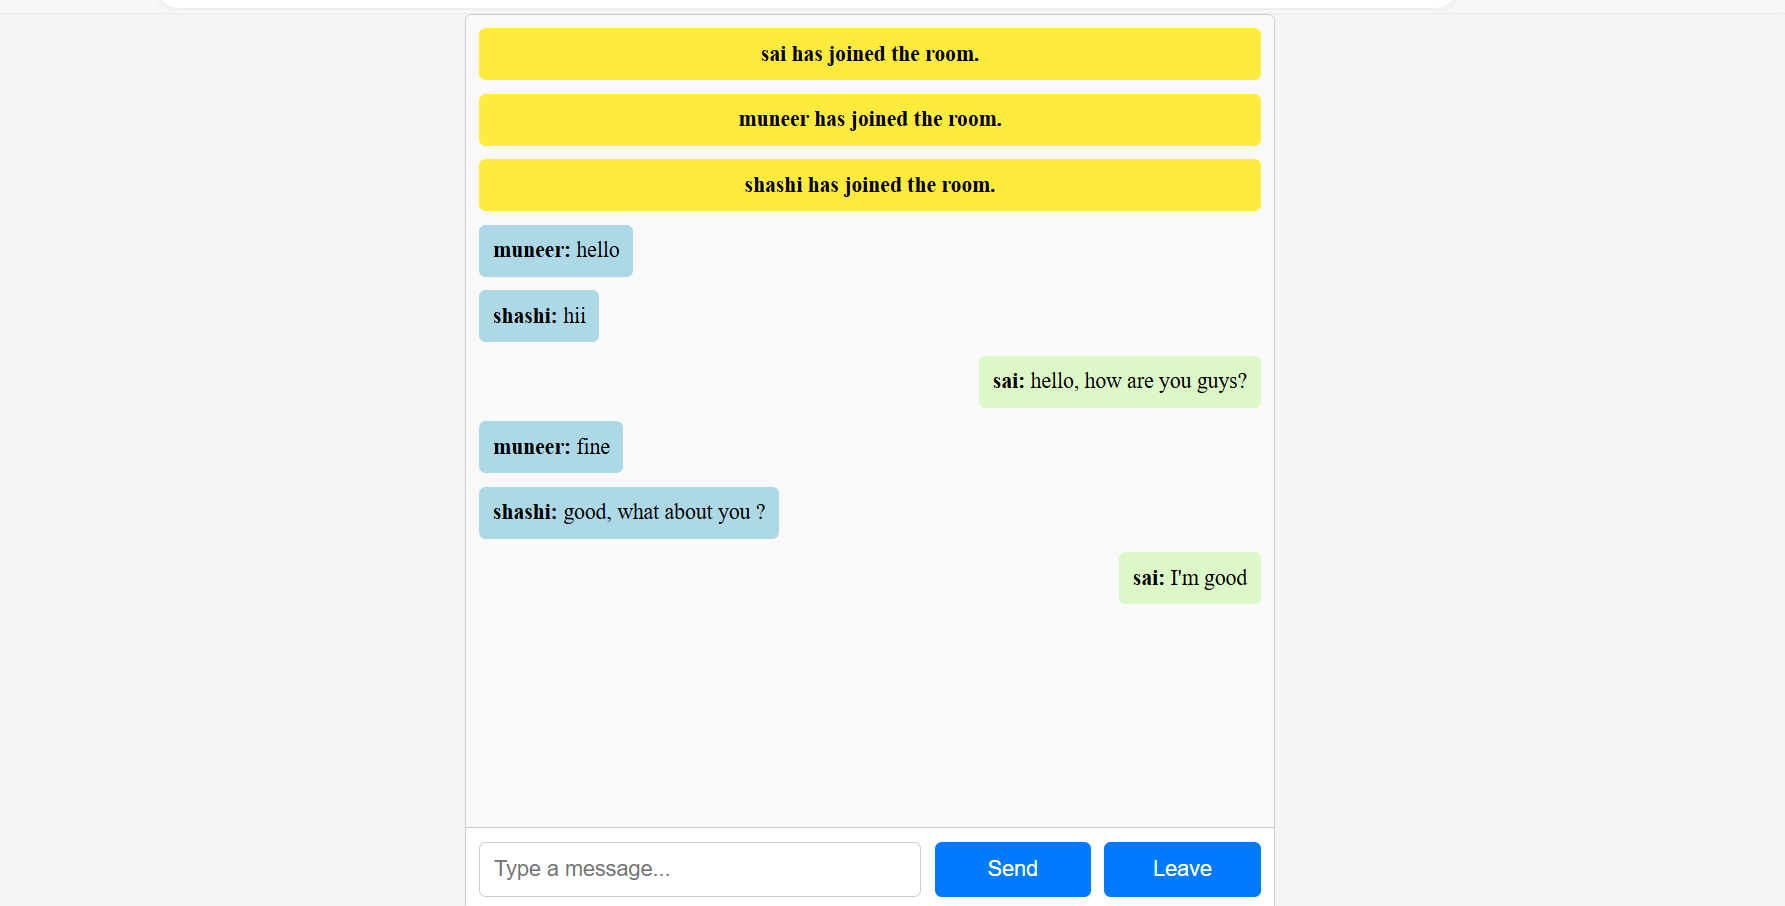 sai has joined the room.
muneer has joined the room.
shashi has joined the room.
muneer: hello
shashi: hii
sai: hello, how are you guys?
muneer: fine
shashi: good, what about you ?
sai: I'm good
Type a message...
Send
Leave